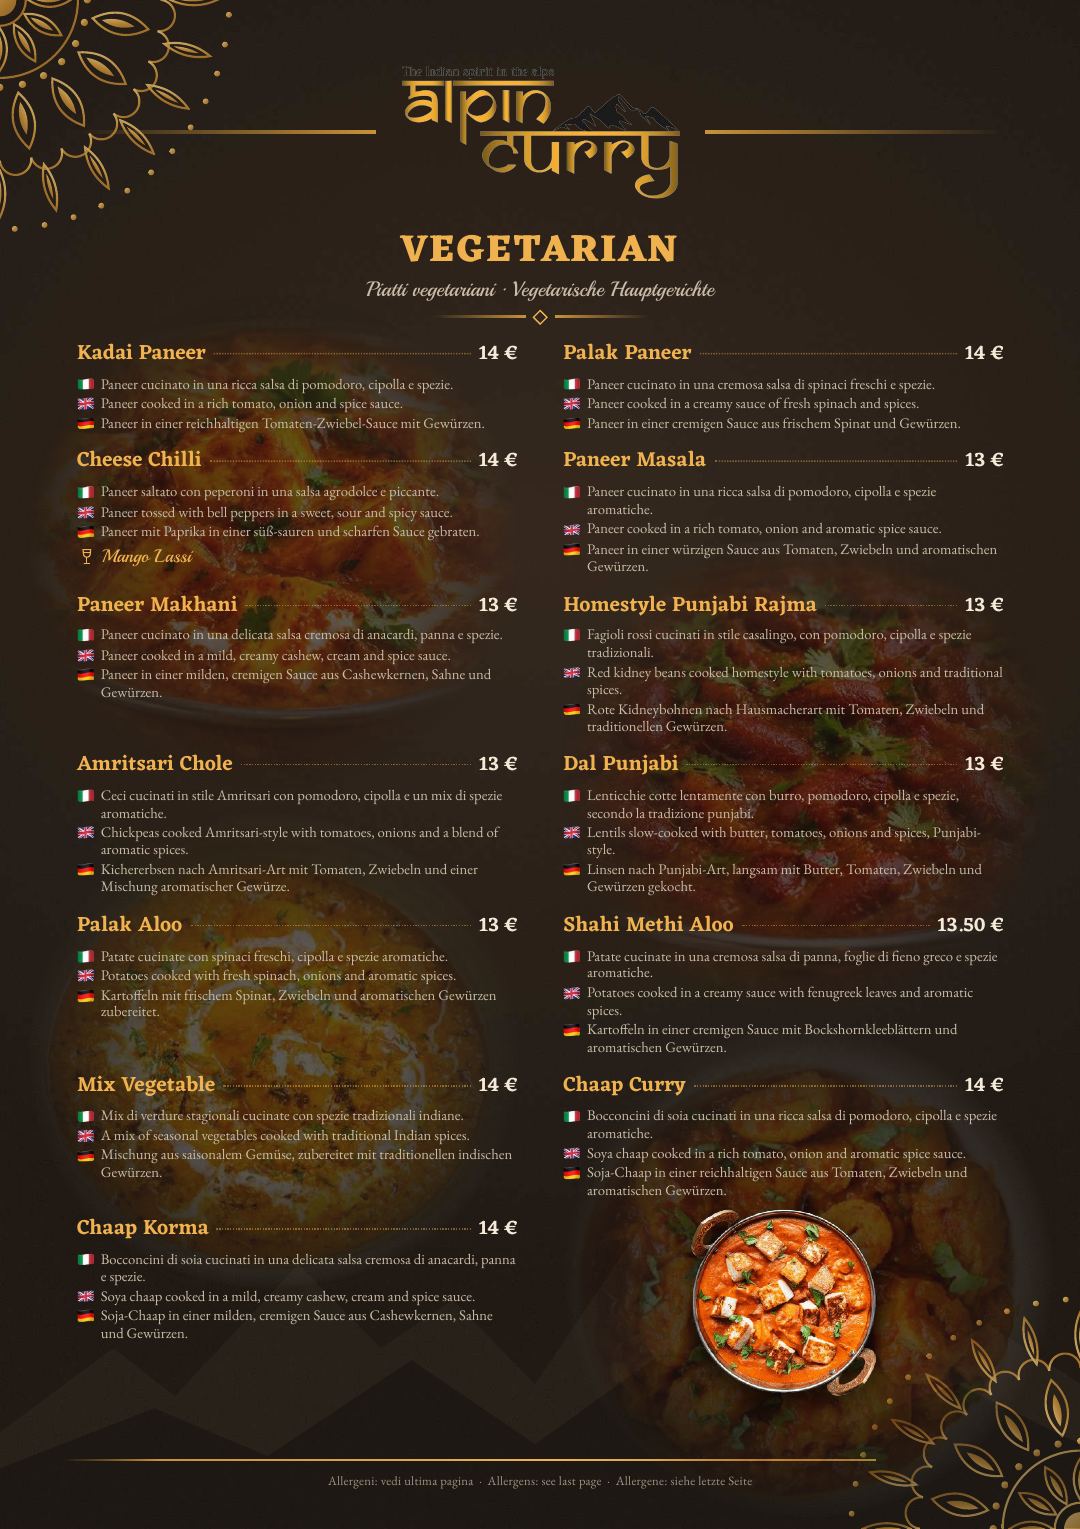 The Indian spirit in the alps
alpin
curry
VEGETARIAN
Piatti vegetariani · Vegetarische Hauptgerichte
Kadai Paneer 14 €
Paneer cucinato in una ricca salsa di pomodoro, cipolla e spezie.
Paneer cooked in a rich tomato, onion and spice sauce.
Paneer in einer reichhaltigen Tomaten-Zwiebel-Sauce mit Gewürzen.
Cheese Chilli 14 €
Paneer saltato con peperoni in una salsa agrodolce e piccante.
Paneer tossed with bell peppers in a sweet, sour and spicy sauce.
Paneer mit Paprika in einer süß-sauren und scharfen Sauce gebraten.
Mango Lassi
Paneer Makhani 13 €
Paneer cucinato in una delicata salsa cremosa di anacardi, panna e spezie.
Paneer cooked in a mild, creamy cashew, cream and spice sauce.
Paneer in einer milden, cremigen Sauce aus Cashewkernen, Sahne und
Gewürzen.
Amritsari Chole 13 €
Ceci cucinati in stile Amritsari con pomodoro, cipolla e un mix di spezie
aromatiche.
Chickpeas cooked Amritsari-style with tomatoes, onions and a blend of
aromatic spices.
Kichererbsen nach Amritsari-Art mit Tomaten, Zwiebeln und einer
Mischung aromatischer Gewürze.
Palak Aloo 13 €
Patate cucinate con spinaci freschi, cipolla e spezie aromatiche.
Potatoes cooked with fresh spinach, onions and aromatic spices.
Kartoffeln mit frischem Spinat, Zwiebeln und aromatischen Gewürzen
zubereitet.
Mix Vegetable 14 €
Mix di verdure stagionali cucinate con spezie tradizionali indiane.
A mix of seasonal vegetables cooked with traditional Indian spices.
Mischung aus saisonalem Gemüse, zubereitet mit traditionellen indischen
Gewürzen.
Chaap Korma 14 €
Bocconcini di soia cucinati in una delicata salsa cremosa di anacardi, panna
e spezie.
Soya chaap cooked in a mild, creamy cashew, cream and spice sauce.
Soja-Chaap in einer milden, cremigen Sauce aus Cashewkernen, Sahne
und Gewürzen.
Palak Paneer 14 €
Paneer cucinato in una cremosa salsa di spinaci freschi e spezie.
Paneer cooked in a creamy sauce of fresh spinach and spices.
Paneer in einer cremigen Sauce aus frischem Spinat und Gewürzen.
Paneer Masala 13 €
Paneer cucinato in una ricca salsa di pomodoro, cipolla e spezie
aromatiche.
Paneer cooked in a rich tomato, onion and aromatic spice sauce.
Paneer in einer würzigen Sauce aus Tomaten, Zwiebeln und aromatischen
Gewürzen.
Homestyle Punjabi Rajma 13 €
Fagioli rossi cucinati in stile casalingo, con pomodoro, cipolla e spezie
tradizionali.
Red kidney beans cooked homestyle with tomatoes, onions and traditional
spices.
Rote Kidneybohnen nach Hausmacherart mit Tomaten, Zwiebeln und
traditionellen Gewürzen.
Dal Punjabi 13 €
Lenticchie cotte lentamente con burro, pomodoro, cipolla e spezie,
secondo la tradizione punjabi.
Lentils slow-cooked with butter, tomatoes, onions and spices, Punjabi-
style.
Linsen nach Punjabi-Art, langsam mit Butter, Tomaten, Zwiebeln und
Gewürzen gekocht.
Shahi Methi Aloo 13.50 €
Patate cucinate in una cremosa salsa di panna, foglie di fieno greco e spezie
aromatiche.
Potatoes cooked in a creamy sauce with fenugreek leaves and aromatic
spices.
Kartoffeln in einer cremigen Sauce mit Bockshornkleeblättern und
aromatischen Gewürzen.
Chaap Curry 14 €
Bocconcini di soia cucinati in una ricca salsa di pomodoro, cipolla e spezie
aromatiche.
Soya chaap cooked in a rich tomato, onion and aromatic spice sauce.
Soja-Chaap in einer reichhaltigen Sauce aus Tomaten, Zwiebeln und
aromatischen Gewürzen.
Allergeni: vedi ultima pagina · Allergens: see last page · Allergene: siehe letzte Seite